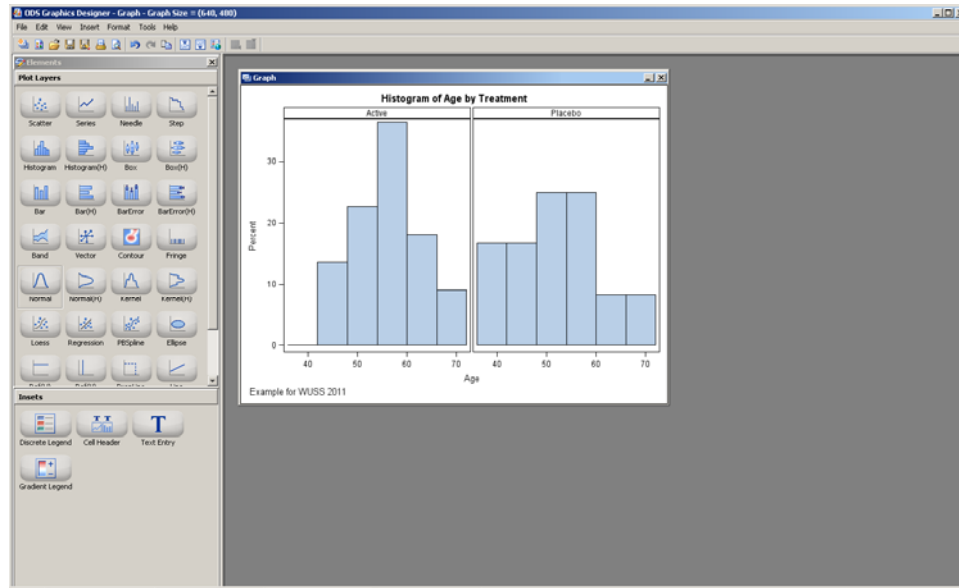 ODS Graphics Designer - Graph - Graph Size = (640, 480)
File Edit View Insert Format Tools Help
Elements
Plot Layers
Scatter Series Needle Step
Histogram Histogram(H) Box Box(H)
Bar Bar(H) BarError BarError(H)
Band Vector Contour Fringe
Normal Normal(H) Kernel Kernel(H)
Loess Regression PBSpline Ellipse
Insets
Discrete Legend Cell Header Text Entry
T
Gradient Legend
Graph
Histogram of Age by Treatment
Active Placebo
Percent
30
20
10
0
40 50 60 70 40 50 60 70
Age
Example for WUSS 2011